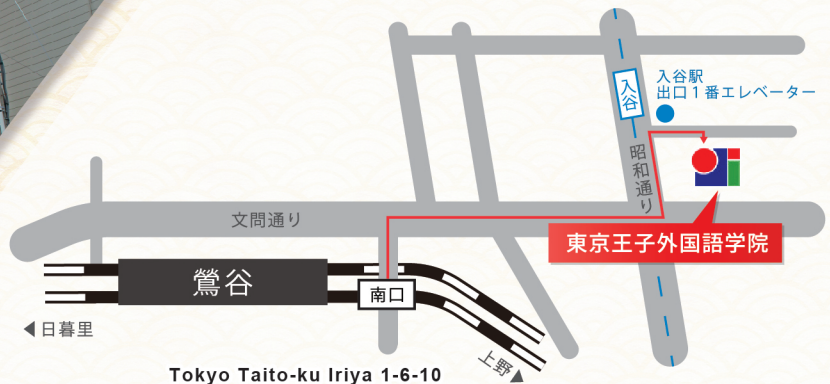 入谷
入谷駅
出口1番エレベーター
昭和通り
文問通り
東京王子外国語学院
鶯谷
南口
◀日暮里
上野▶
Tokyo Taito-ku Iriya 1-6-10